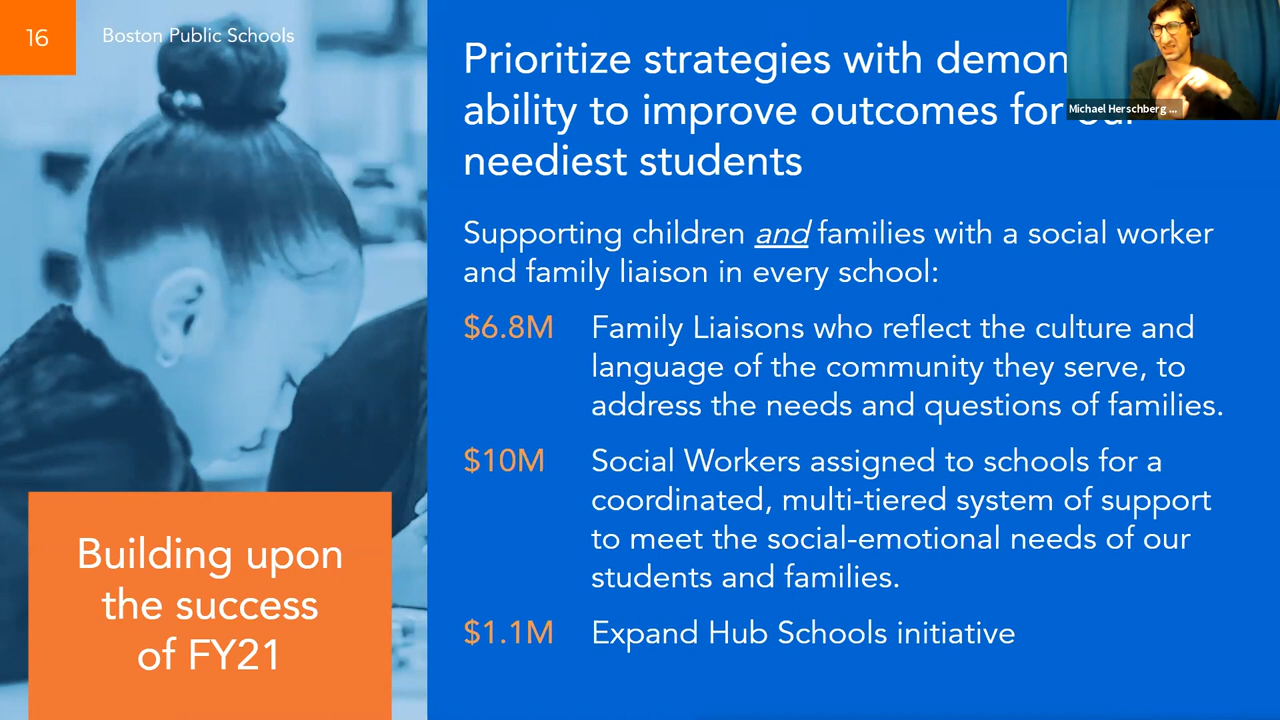 16
Boston Public Schools
Prioritize strategies with
ability to improve outcomes for
neediest students
Supporting children and families with a social worker
and family liaison in every school:
$6.8M Family Liaisons who reflect the culture and
language of the community they serve, to
address the needs and questions of families.
$10M Social Workers assigned to schools for a
coordinated, multi-tiered system of support
to meet the social-emotional needs of our
students and families.
$1.1M Expand Hub Schools initiative
Building upon
the success
of FY21
Michael Herschberg ...